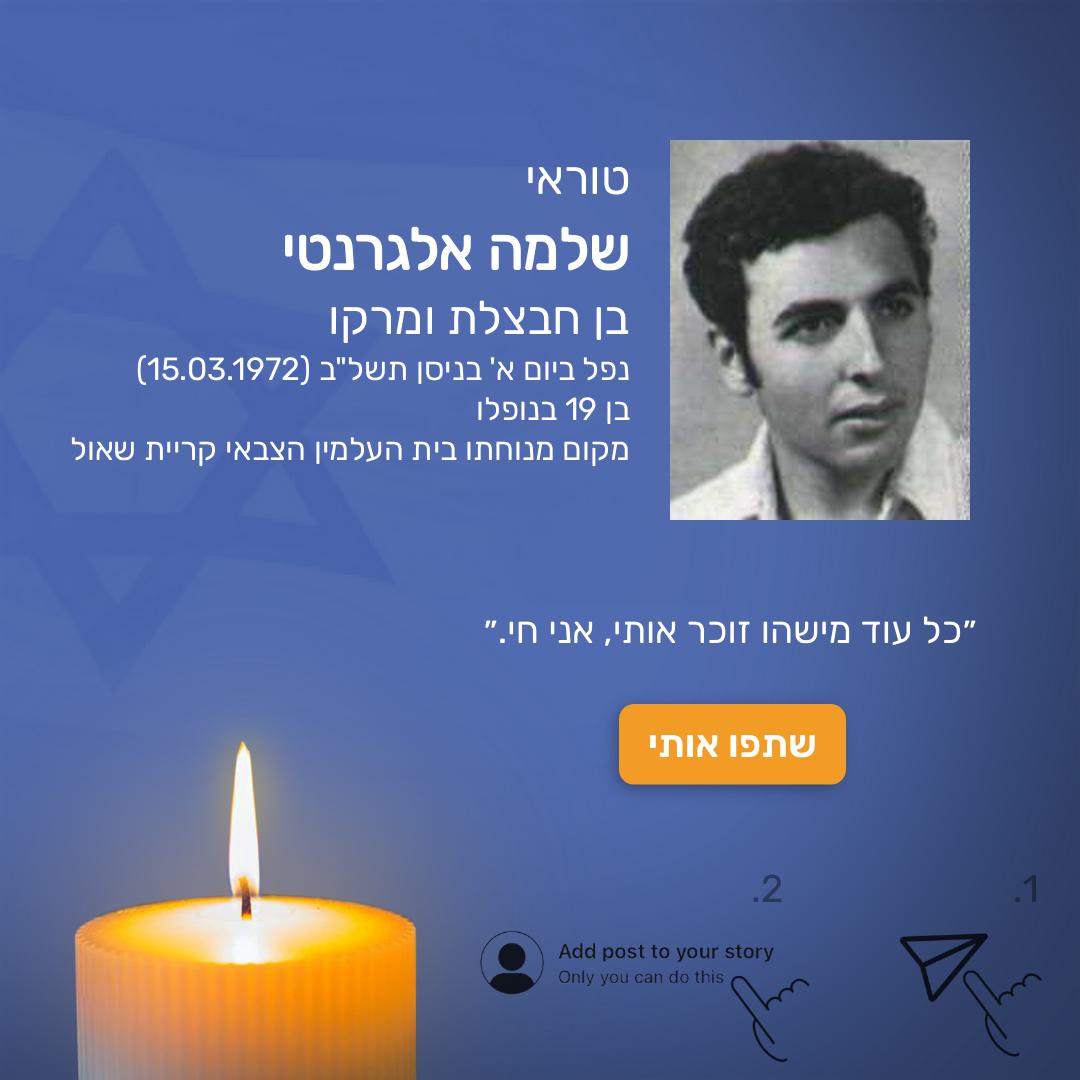 טוראי
שלמה אלגרנטי
בן חבצלת ומרקו
נפל ביום א' בניסן תשל"ב (15.03.1972)
בן 19 בנופלו
מקום מנוחתו בית העלמין הצבאי קריית שאול
״כל עוד מישהו זוכר אותי, אני חי.״
שתפו אותי
1.
2.
Add post to your story
Only you can do this